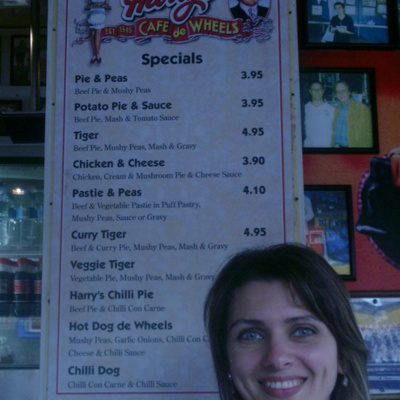 Harry's
EST 1945 CAFE de WHEELS
Specials
Pie & Peas 3.95
Beef Pie & Mushy Peas
Potato Pie & Sauce 3.95
Beef Pie, Mash & Tomato Sauce
Tiger 4.95
Beef Pie, Mushy Peas, Mash & Gravy
Chicken & Cheese 3.90
Chicken, Cream & Mushroom Pie & Cheese Sauce
Pastie & Peas 4.10
Beef & Vegetable Pastie in Puff Pastry,
Mushy Peas, Sauce or Gravy
Curry Tiger 4.95
Beef & Curry Pie, Mushy Peas, Mash & Gravy
Veggie Tiger
Vegetable Pie, Mushy Peas, Mash & Gravy
Harry's Chilli Pie
Beef Pie & Chilli Con Carne
Hot Dog de Wheels
Mushy Peas, Garlic Onions, Chilli Con C
Cheese & Chilli Sauce
Chilli Dog
Chilli Con Carne & Chilli Sauce